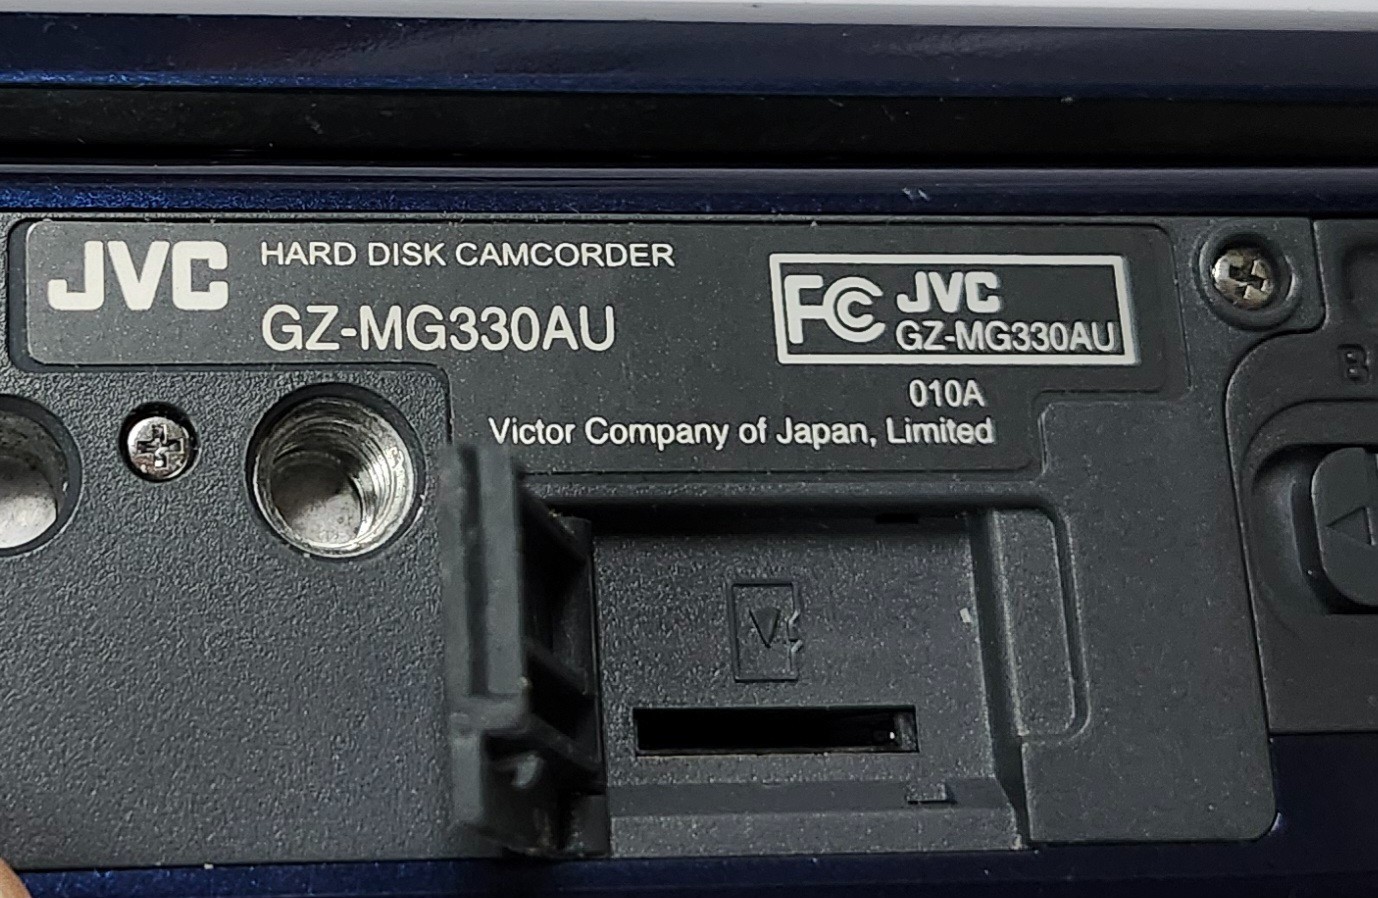 JVC
HARD DISK CAMCORDER
GZ-MG330AU
FC JVC
GZ-MG330AU
010A
Victor Company of Japan, Limited